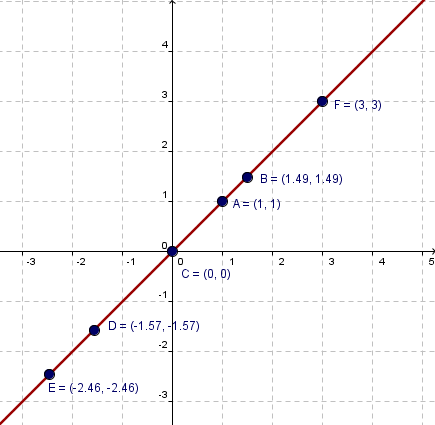 4
3
F = (3, 3)
2
B = (1.49, 1.49)
1
A = (1, 1)
0
-3 -2 -1 0 1 2 3 4 5
C = (0, 0)
-1
D = (-1.57, -1.57)
-2
E = (-2.46, -2.46)
-3